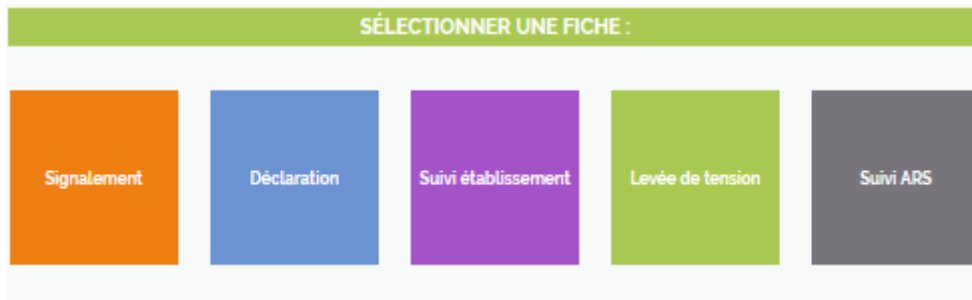 SÉLECTIONNER UNE FICHE :
Signalement
Déclaration
Suivi établissement
Levée de tension
Suivi ARS